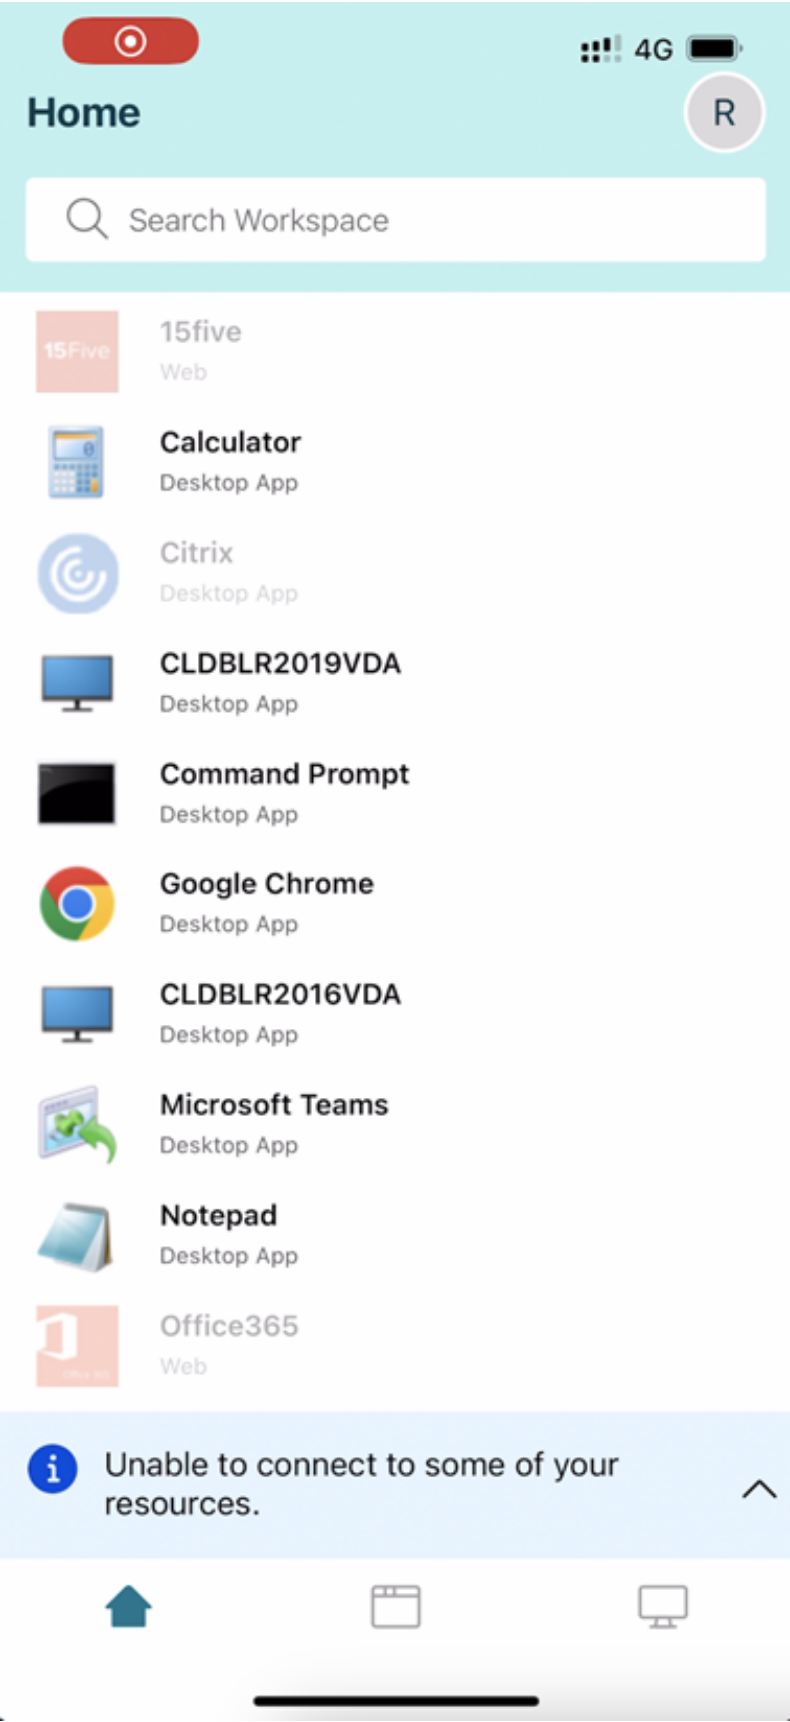 4G
Home
R
Search Workspace
15Five
15five
Web
Calculator
Desktop App
Citrix
Desktop App
CLDBLR2019VDA
Desktop App
Command Prompt
Desktop App
Google Chrome
Desktop App
CLDBLR2016VDA
Desktop App
Microsoft Teams
Desktop App
Notepad
Desktop App
Office365
Web
Unable to connect to some of your
resources.